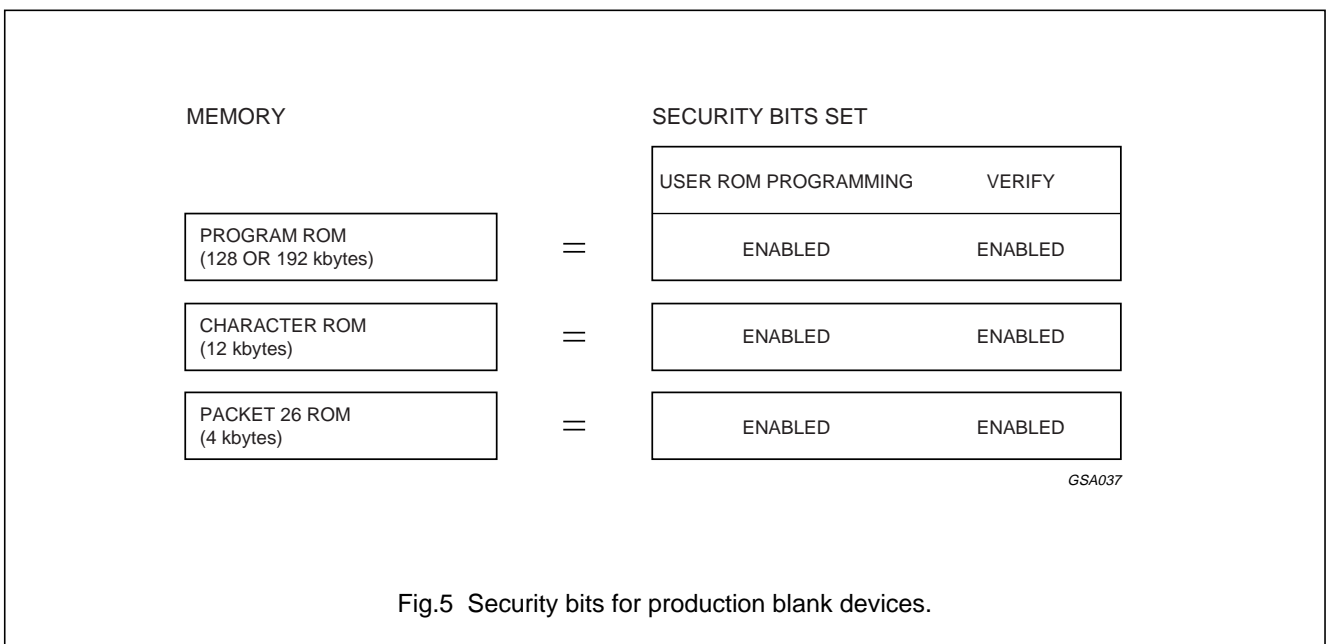 MEMORY SECURITY BITS SET
USER ROM PROGRAMMING VERIFY
PROGRAM ROM
(128 OR 192 kbytes)
= ENABLED ENABLED
CHARACTER ROM
(12 kbytes)
= ENABLED ENABLED
PACKET 26 ROM
(4 kbytes)
= ENABLED ENABLED
GSA037
Fig.5 Security bits for production blank devices.